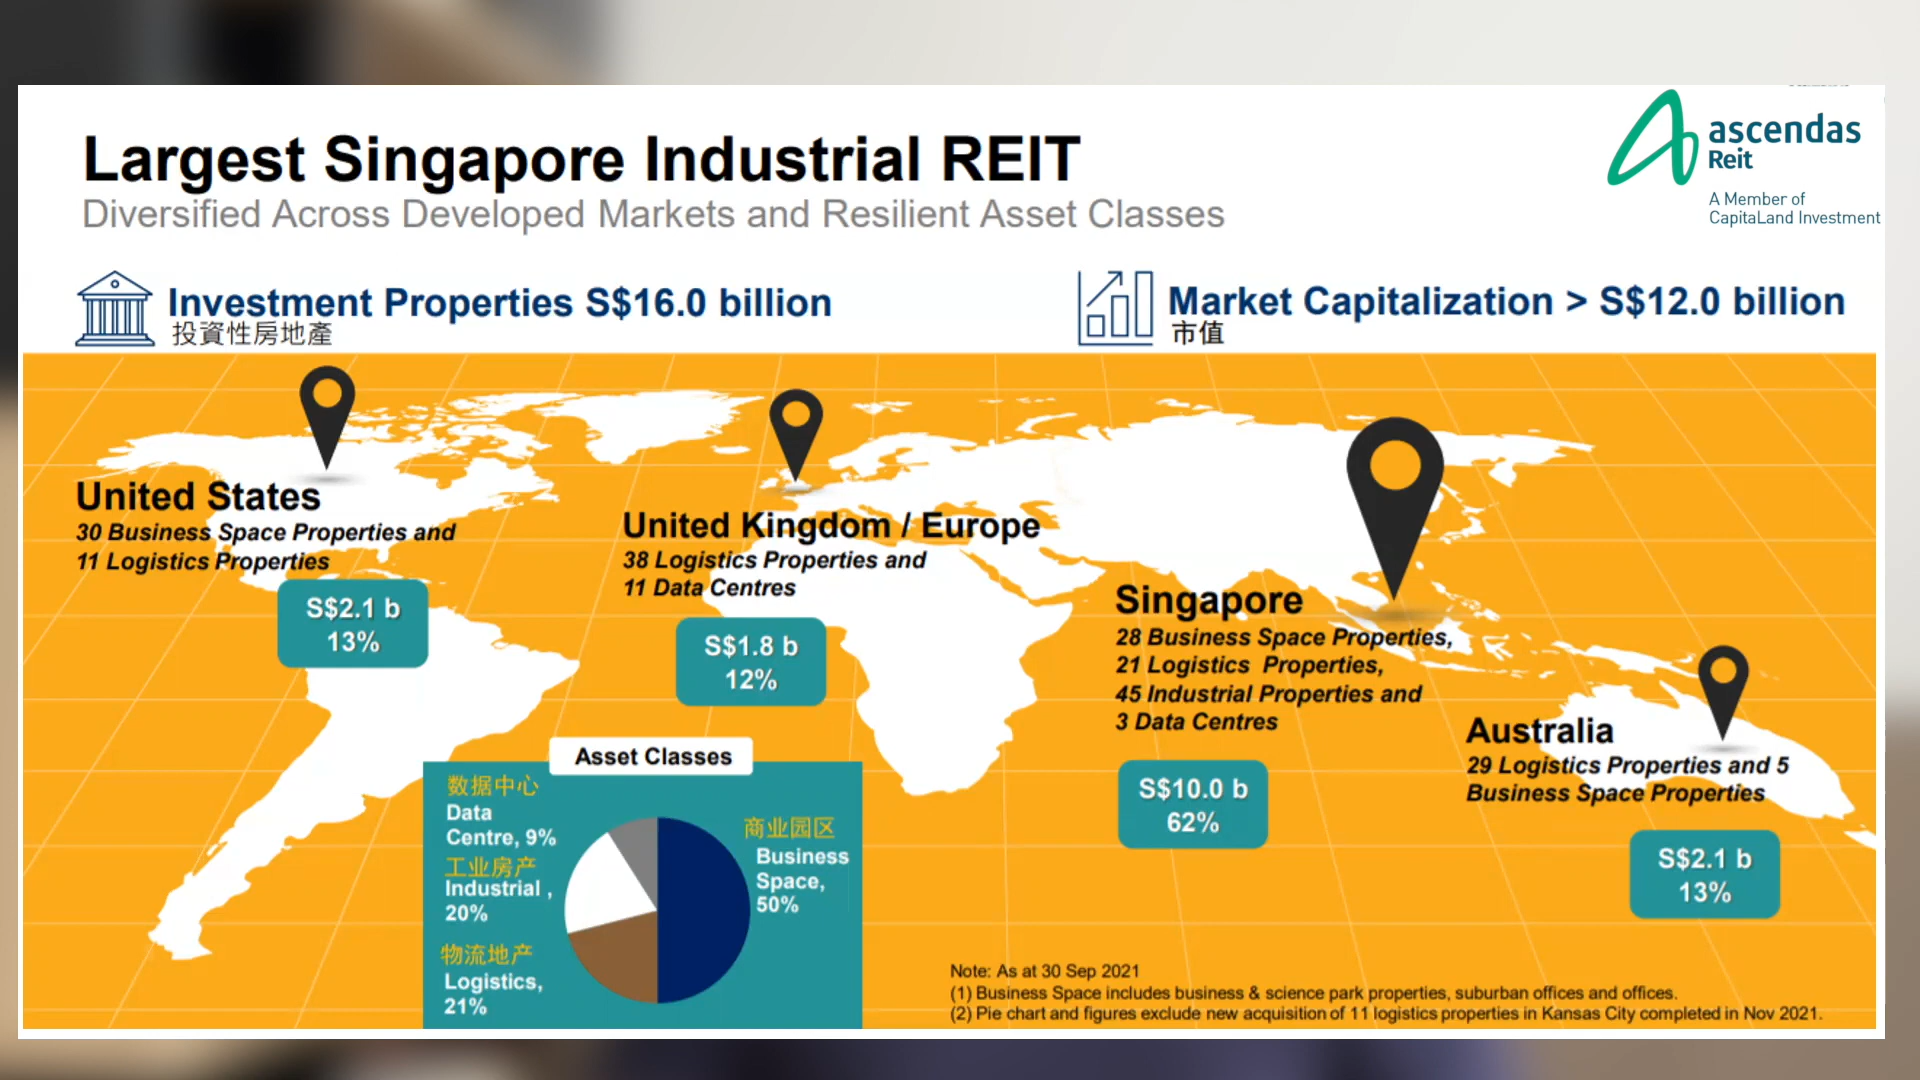 ascendas
Reit
A Member of
CapitaLand Investment
Largest Singapore Industrial REIT
Diversified Across Developed Markets and Resilient Asset Classes
Investment Properties S$16.0 billion
投資性房地產
Market Capitalization > S$12.0 billion
市值
United States
30 Business Space Properties and
11 Logistics Properties
S$2.1 b
13%
United Kingdom / Europe
38 Logistics Properties and
11 Data Centres
S$1.8 b
12%
Singapore
28 Business Space Properties,
21 Logistics Properties,
45 Industrial Properties and
3 Data Centres
S$10.0 b
62%
Australia
29 Logistics Properties and 5
Business Space Properties
S$2.1 b
13%
Asset Classes
数据中心
Data
Centre, 9%
工业房产
Industrial ,
20%
物流地产
Logistics,
21%
商业园区
Business
Space,
50%
Note: As at 30 Sep 2021
(1) Business Space includes business & science park properties, suburban offices and offices.
(2) Pie chart and figures exclude new acquisition of 11 logistics properties in Kansas City completed in Nov 2021.